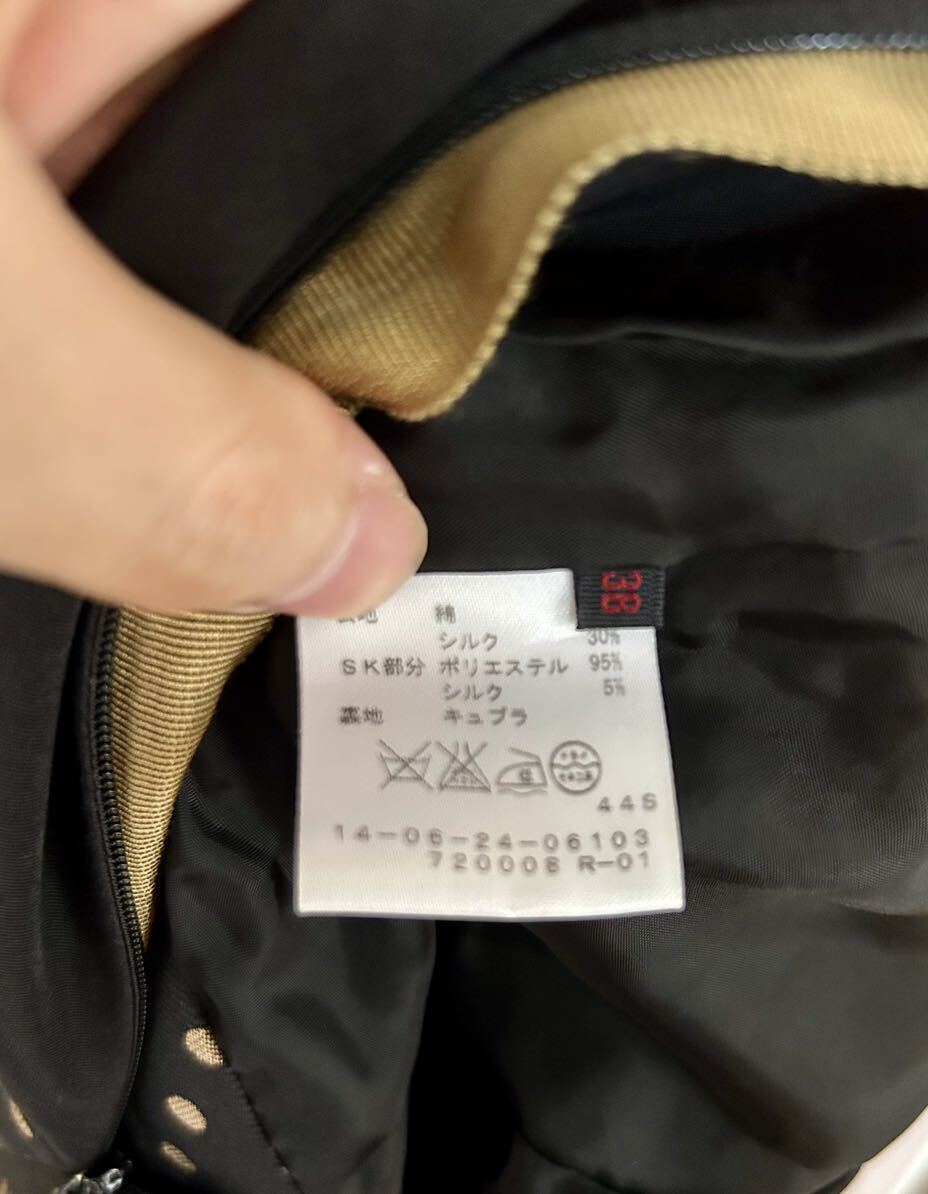 38
綿
シルク 30%
SK部分 ポリエステル 95%
シルク 5%
裏地 キュプラ
44S
14-06-24-06103
720008 R-01